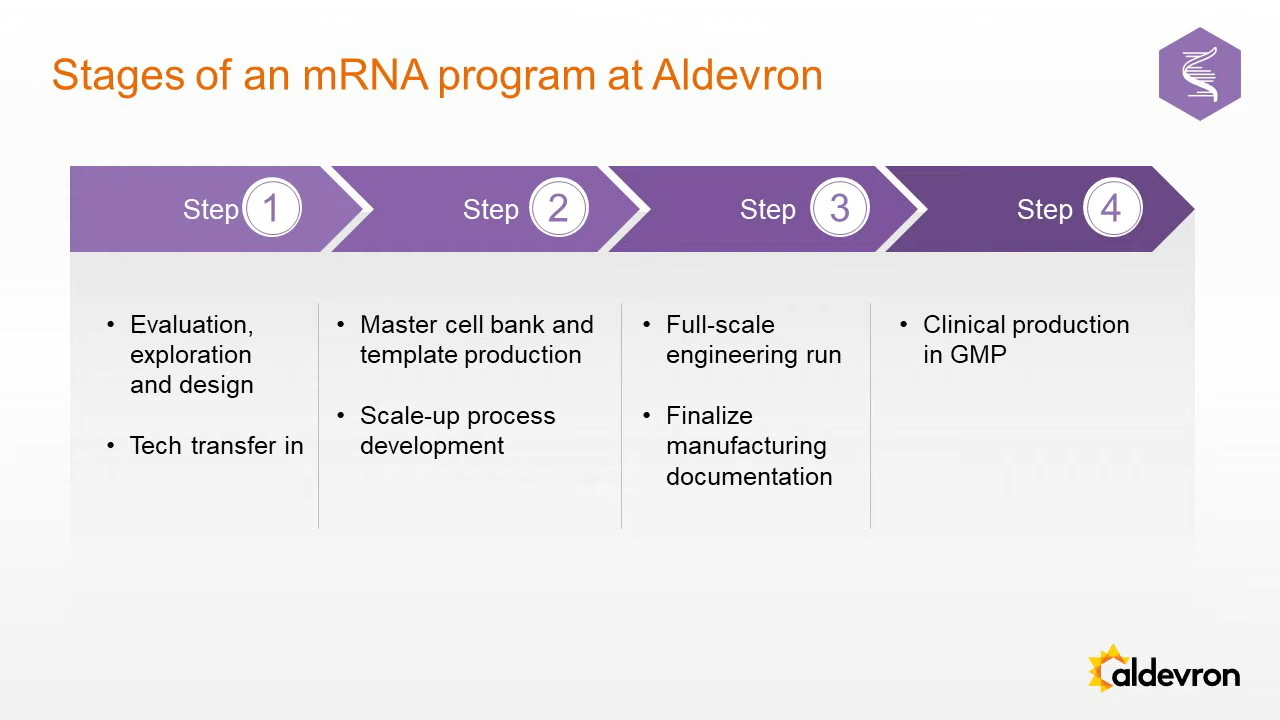 Stages of an mRNA program at Aldevron
Step 1
Step 2
Step 3
Step 4
• Evaluation,
exploration
and design
• Tech transfer in
• Master cell bank and
template production
• Scale-up process
development
• Full-scale
engineering run
• Finalize
manufacturing
documentation
• Clinical production
in GMP
aldevron